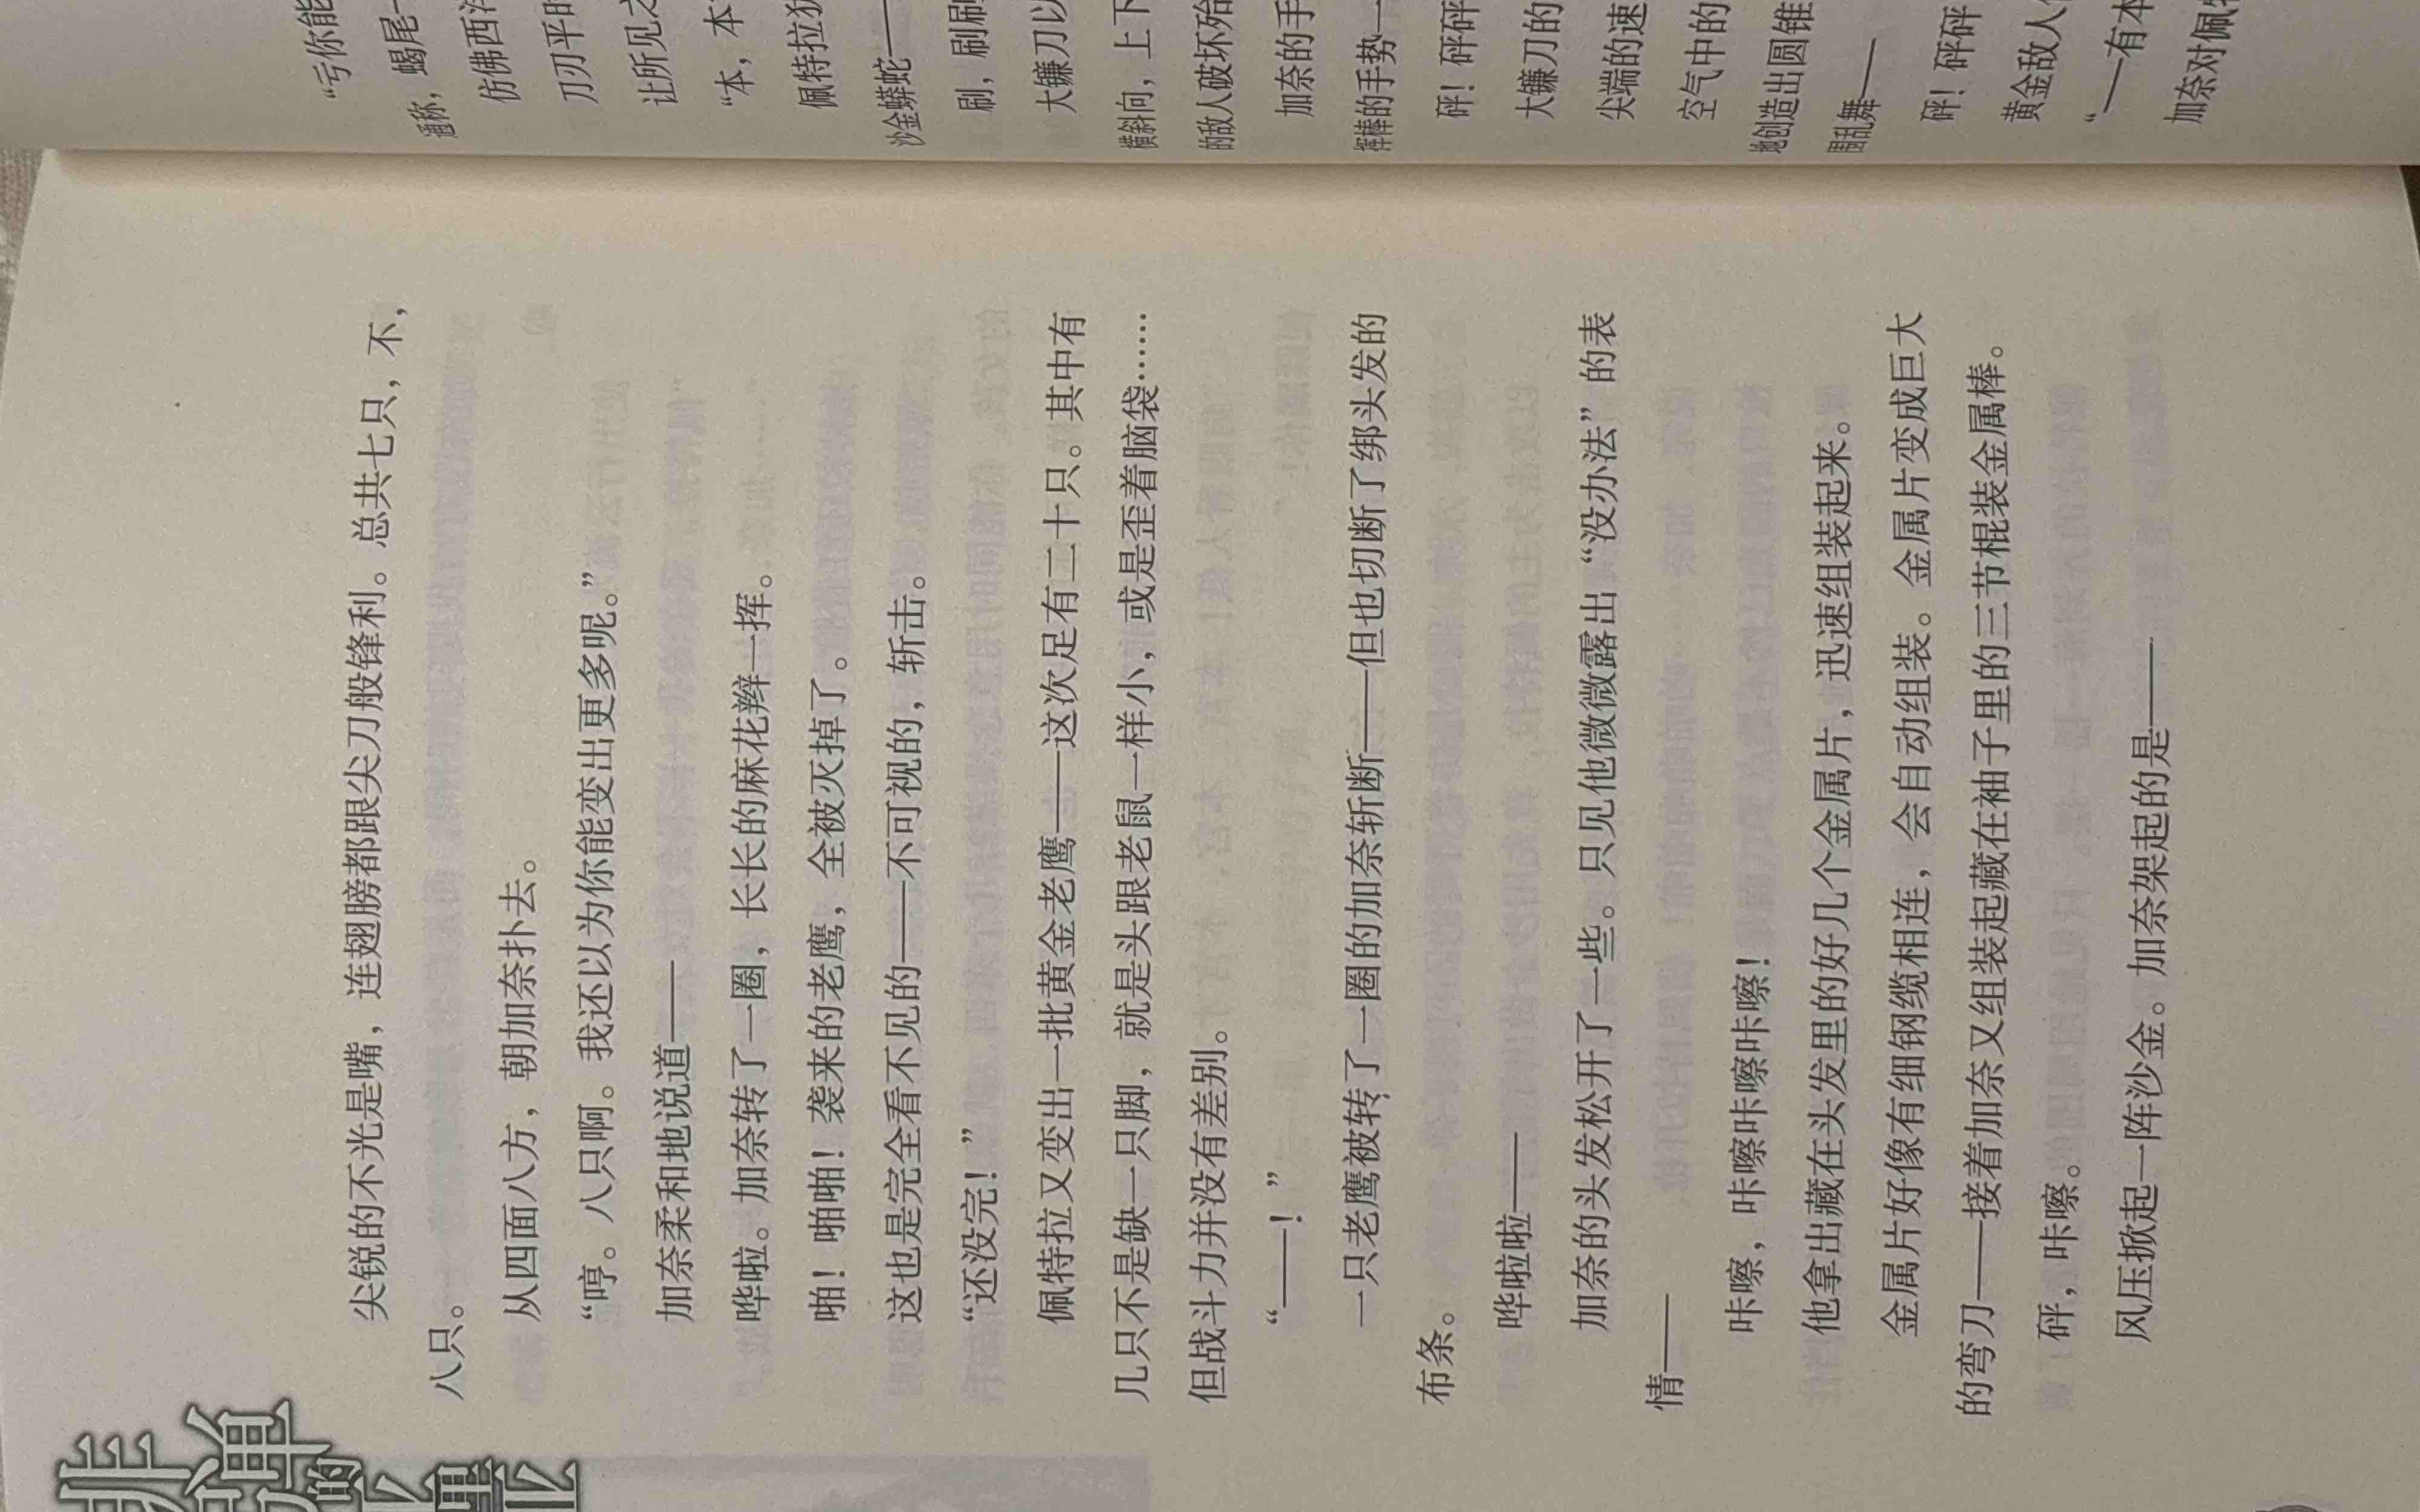 绯弹的亚里亚
尖锐的不光是嘴，连翅膀都跟尖刀般锋利。总共七只，不，
八只。
从四面八方，朝加奈扑去。
“哼。八只啊。我还以为你能变出更多呢。”
加奈柔和地说道——
哗啦。加奈转了一圈，长长的麻花辫一挥。
啪！啪啪！袭来的老鹰，全被灭掉了。
这也是完全看不见的——不可视的，斩击。
“还没完！”
佩特拉又变出一批黄金老鹰——这次足有二十只。其中有
几只不是缺一只脚，就是头跟老鼠一样小，或是歪着脑袋……
但战斗力并没有差别。
“——！”
一只老鹰被转了一圈的加奈斩断——但也切断了绑头发的
布条。
哗啦啦——
加奈的头发松开了一些。只见他微微露出“没办法”的表
情——
咔嚓，咔嚓咔嚓咔嚓！
他拿出藏在头发里的好几个金属片，迅速组装起来。
金属片好像有细钢缆相连，会自动组装。金属片变成巨大
的弯刀——接着加奈又组装起藏在袖子里的三节棍装金属棒。
砰，咔嚓。
风压掀起一阵沙金。加奈架起的是——
“亏你能
通称，蝎尾—
仿佛西洋
刀刃平时
让所见之
“本，本
佩特拉
沙金蟒蛇——
刷，刷刷
大镰刀以
横斜向，上下
的敌人破坏殆
加奈的手
挥棒的手势—
砰！砰砰
大镰刀的
尖端的速
空气中的
地创造出圆锥
围乱舞——
砰！砰砰
黄金敌人
“——有本
加奈对佩特